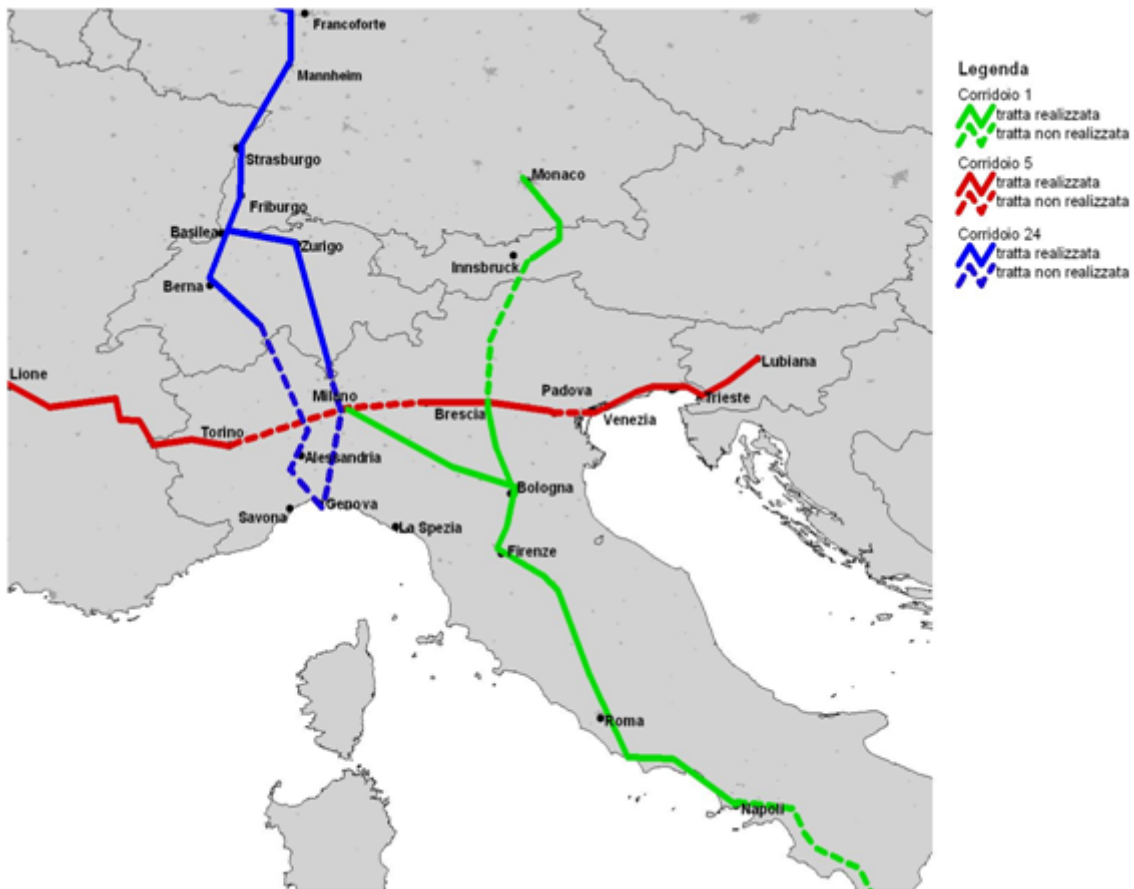 Francoforte
Mannheim
Strasburgo
Friburgo
Basilea
Zurigo
Berna
Monaco
Innsbruck
Lione
Torino
Milano
Brescia
Padova
Venezia
Trieste
Lubiana
Alessandria
Genova
Savona
La Spezia
Bologna
Firenze
Roma
Napoli
Legenda
Corridoio 1
tratta realizzata
tratta non realizzata
Corridoio 5
tratta realizzata
tratta non realizzata
Corridoio 24
tratta realizzata
tratta non realizzata